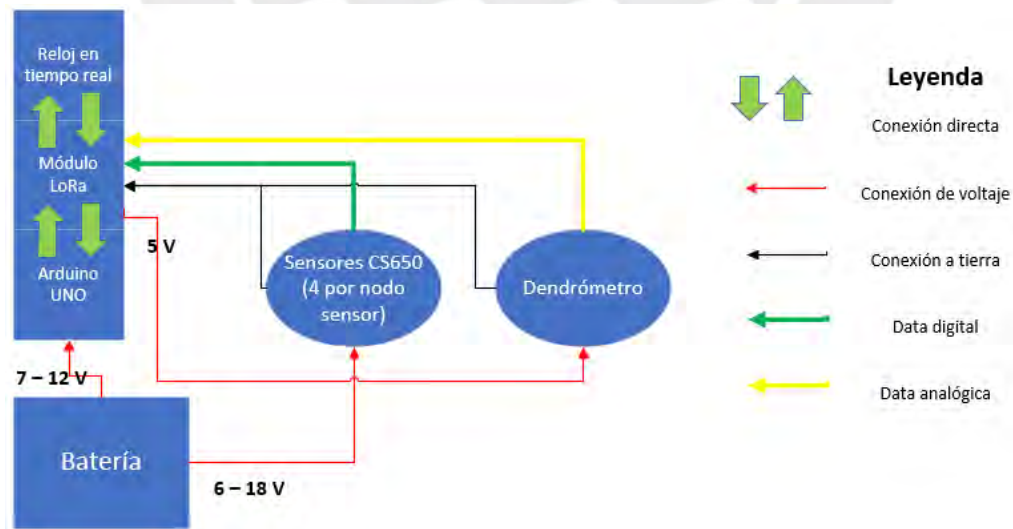 Reloj en
tiempo real
Módulo
LoRa
Arduino
UNO
5 V
7 – 12 V
Batería
6 – 18 V
Sensores CS650
(4 por nodo
sensor)
Dendrómetro
Leyenda
Conexión directa
Conexión de voltaje
Conexión a tierra
Data digital
Data analógica